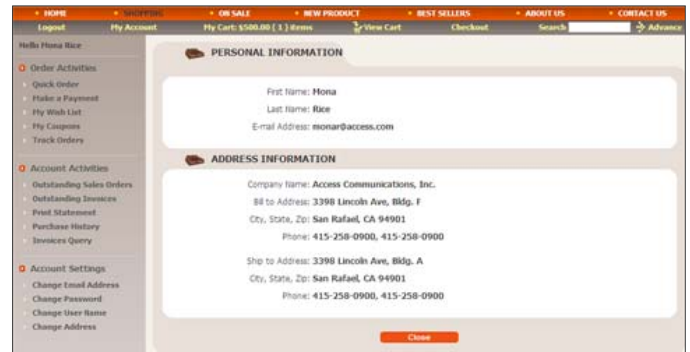 HOME SHOPPING ON SALE NEW PRODUCT BEST SELLERS ABOUT US CONTACT US
Logout My Account My Cart: $500.00 ( 1 ) items View Cart Checkout Search Advance
Hello Mona Rice
Order Activities
Quick Order
Make a Payment
My Wish List
My Coupons
Track Orders
Account Activities
Outstanding Sales Orders
Outstanding Invoices
Print Statement
Purchase History
Invoices Query
Account Settings
Change Email Address
Change Password
Change User Name
Change Address
PERSONAL INFORMATION
First Name: Mona
Last Name: Rice
E-mail Address: monar@access.com
ADDRESS INFORMATION
Company Name: Access Communications, Inc.
Bill to Address: 3398 Lincoln Ave, Bldg. F
City, State, Zip: San Rafael, CA 94901
Phone: 415-258-0900, 415-258-0900
Ship to Address: 3398 Lincoln Ave, Bldg. A
City, State, Zip: San Rafael, CA 94901
Phone: 415-258-0900, 415-258-0900
Close